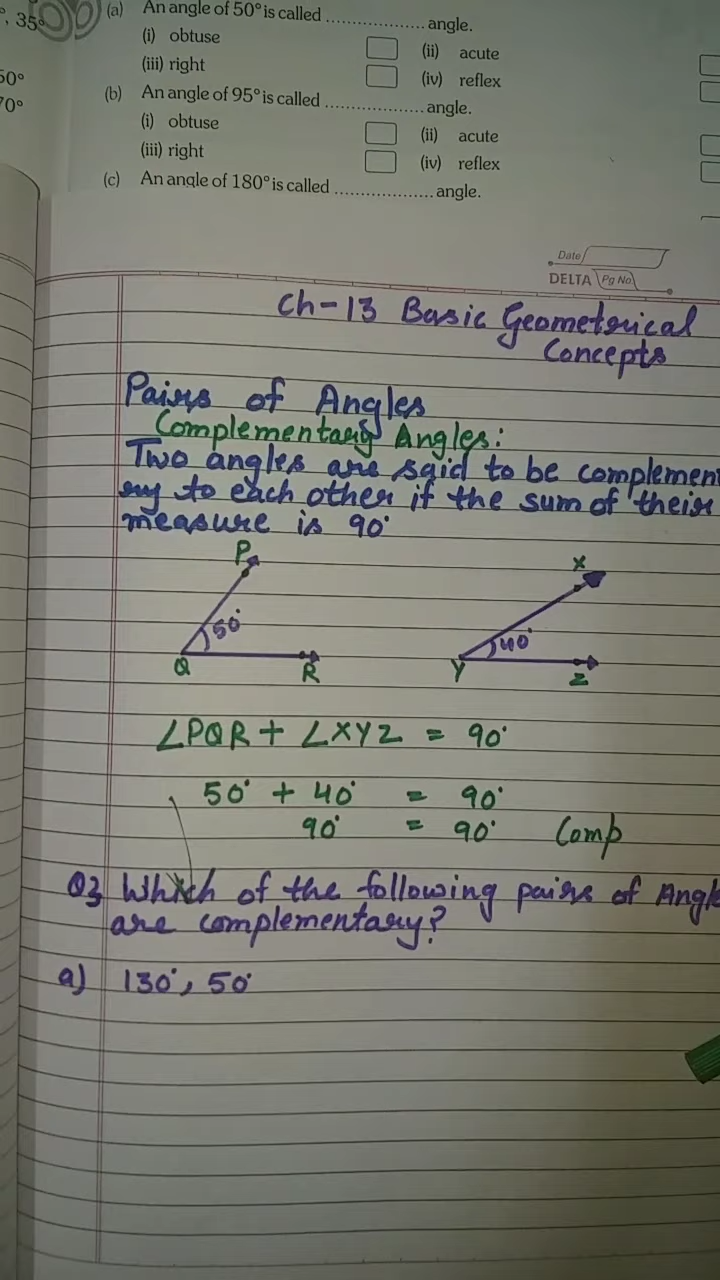 , 35°
50°
70°
(a) An angle of 50° is called .................... angle.
(i) obtuse (ii) acute
(iii) right (iv) reflex
(b) An angle of 95° is called .................... angle.
(i) obtuse (ii) acute
(iii) right (iv) reflex
(c) An angle of 180° is called .................... angle.
Date
DELTA Pg No.
Ch-13 Basic Geometrical
Concepts
Pairs of Angles
Complementary Angles:
Two angles are said to be complement
ary to each other if the sum of their
measure is 90°
P X
50° 40°
Q R Y Z
∠PQR + ∠XYZ = 90°
50° + 40° = 90°
90° = 90° Comp
Q3 Which of the following pairs of Angle
are complementary?
a) 130°, 50°